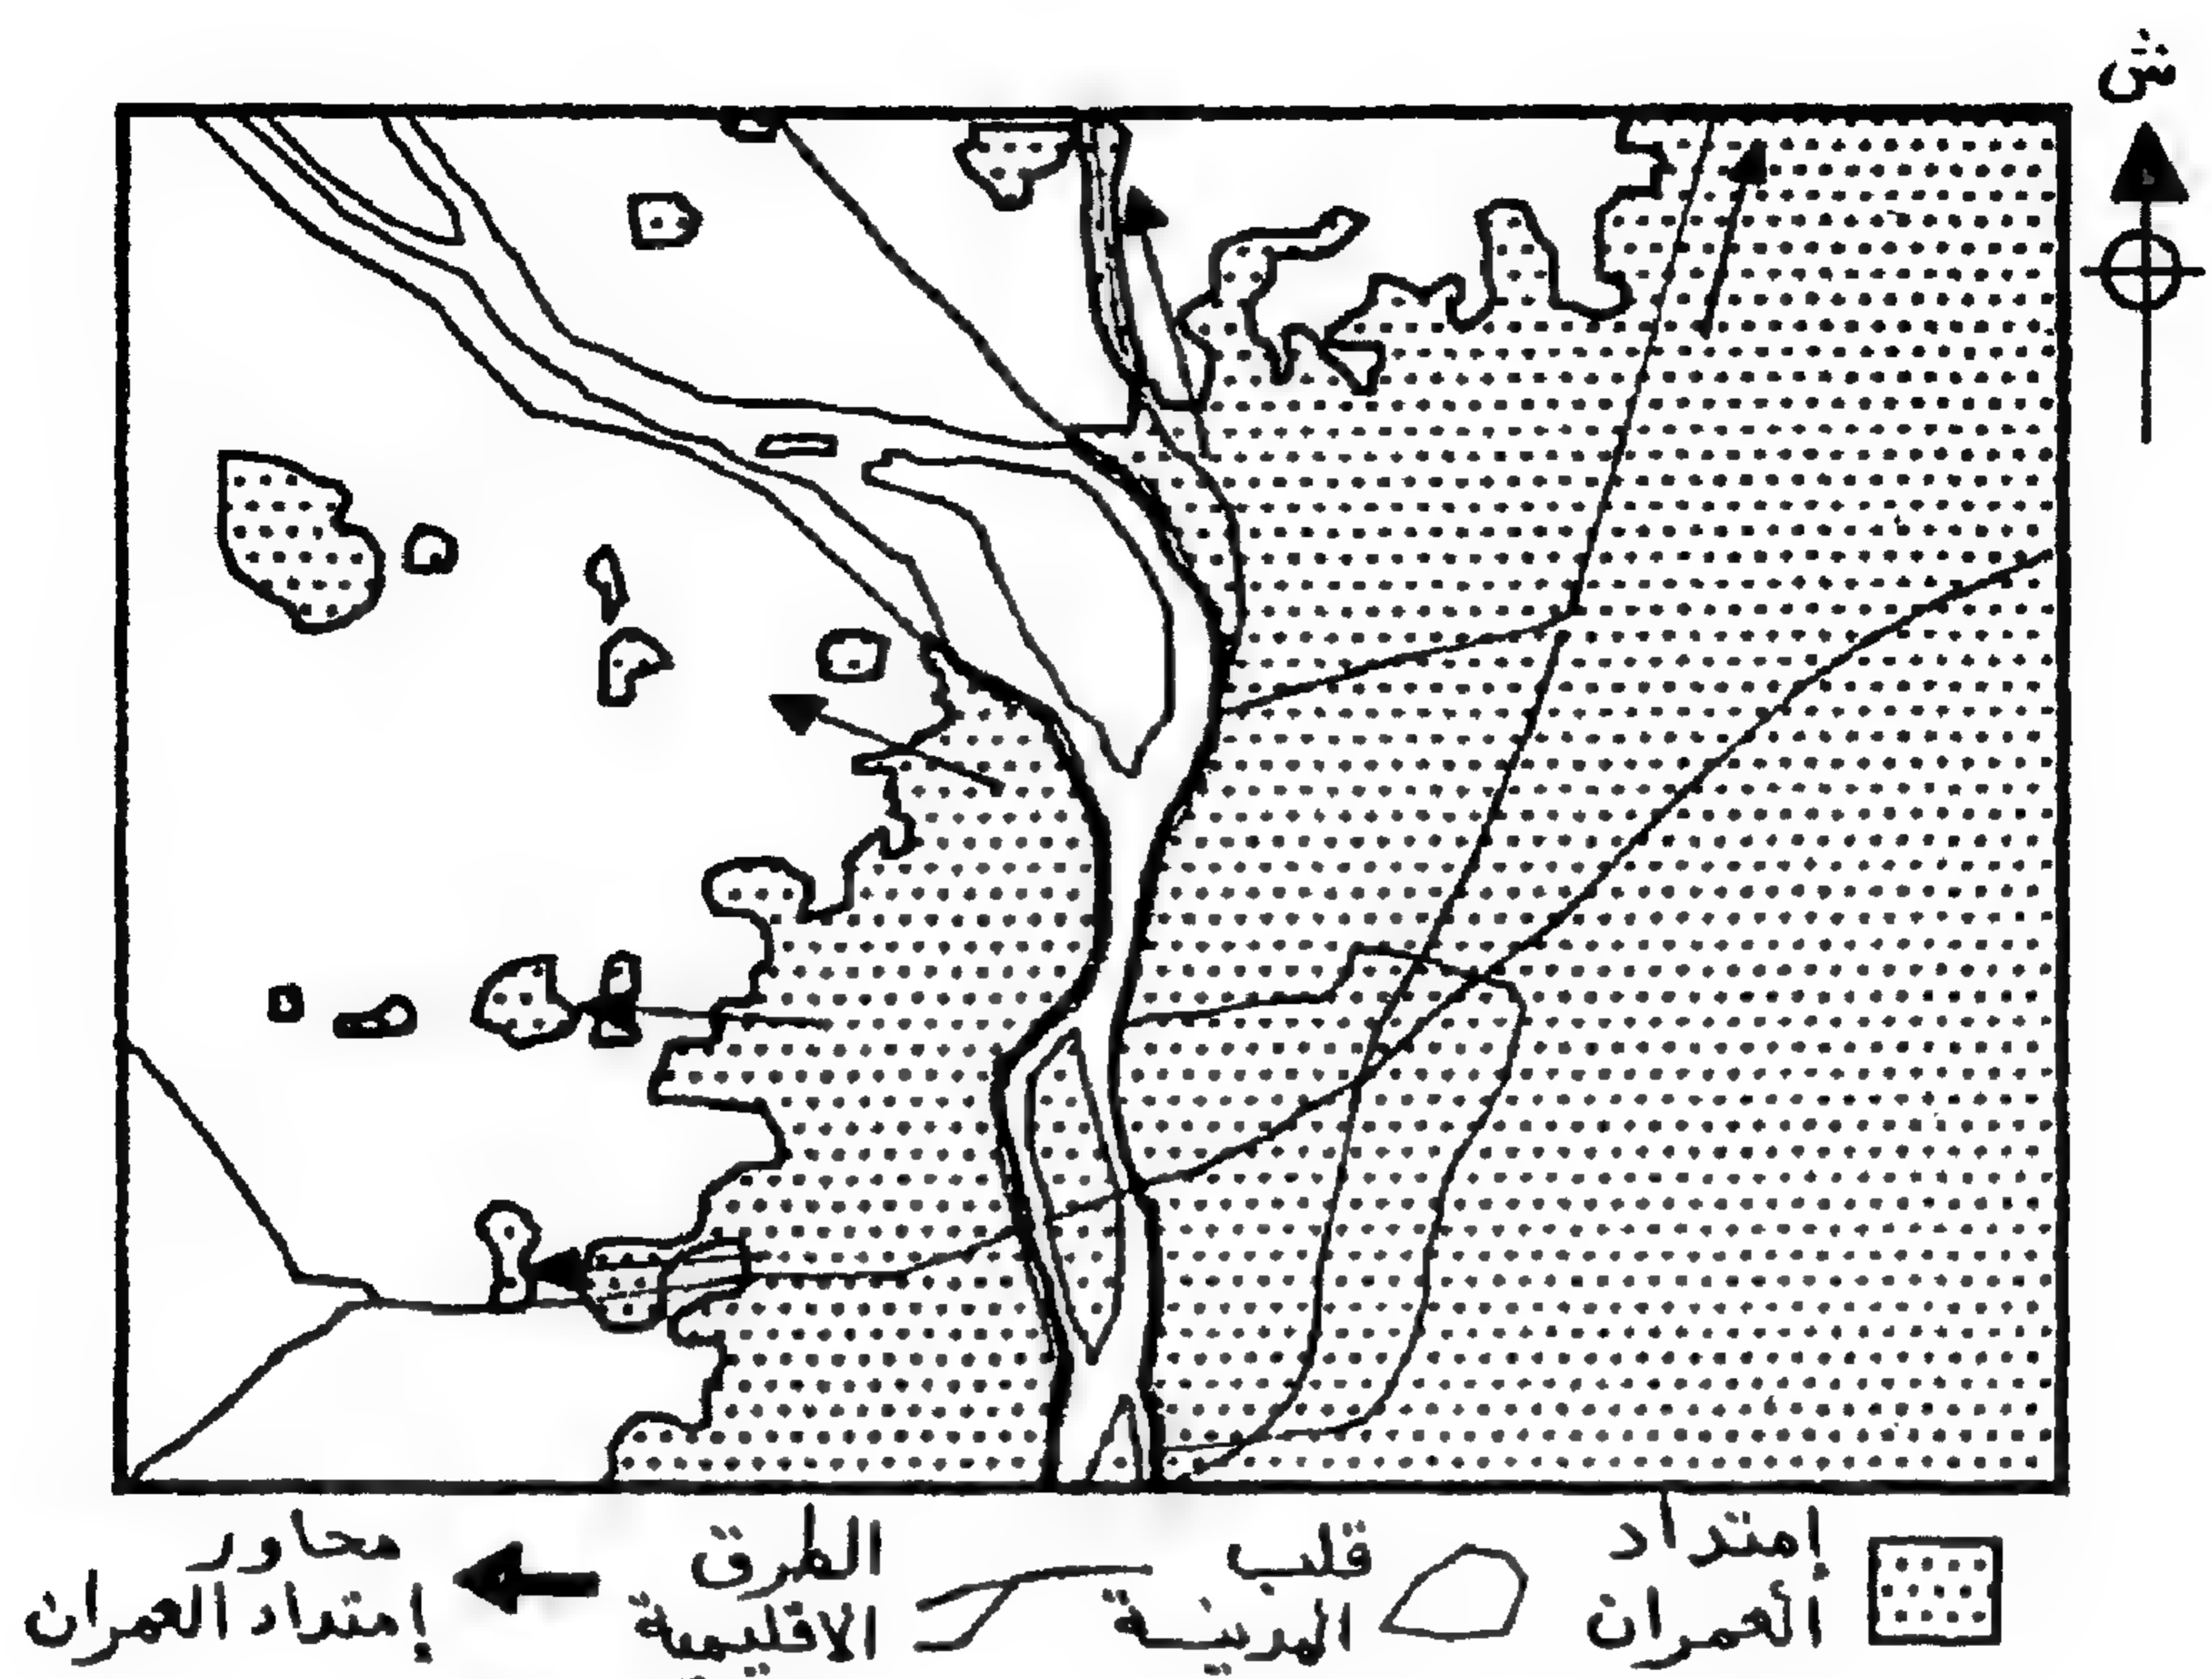 ش
إمتداد
العمران
قلب
المدينة
الطرق
الاقليمية
محاور
إمتداد العمران